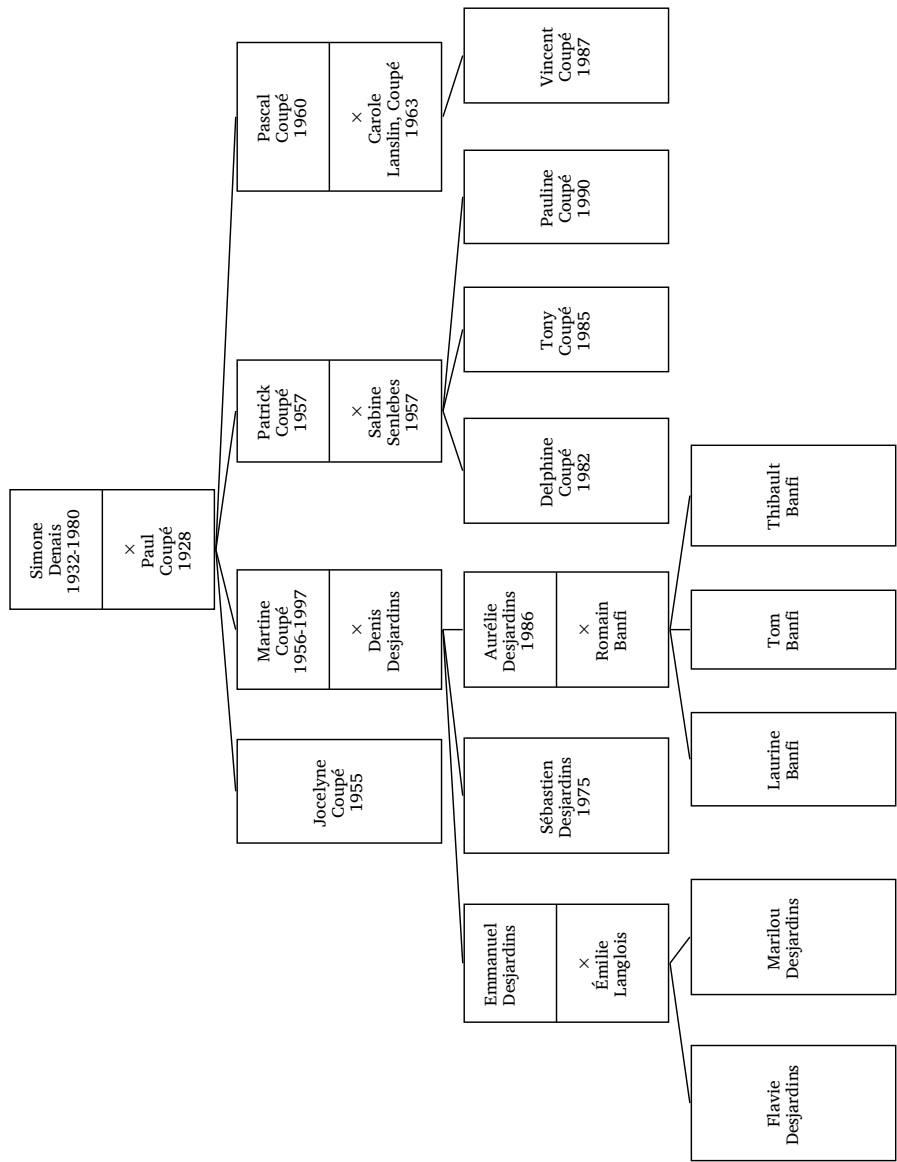 Simone
Denais
1932-1980
×
Paul
Coupé
1928
Jocelyne
Coupé
1955
Martine
Coupé
1956-1997
×
Denis
Desjardins
Patrick
Coupé
1957
×
Sabine
Senlebes
1957
Pascal
Coupé
1960
×
Carole
Lanslin, Coupé
1963
Emmanuel
Desjardins
×
Émilie
Langlois
Sébastien
Desjardins
1975
Aurélie
Desjardins
1986
×
Romain
Banfi
Delphine
Coupé
1982
Tony
Coupé
1985
Pauline
Coupé
1990
Vincent
Coupé
1987
Flavie
Desjardins
Marilou
Desjardins
Laurine
Banfi
Tom
Banfi
Thibault
Banfi